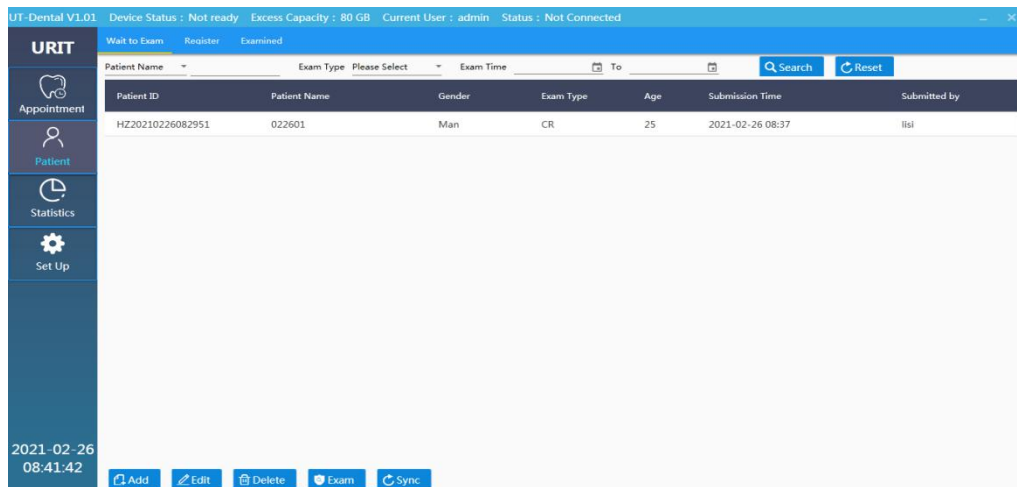 UT-Dental V1.01 Device Status : Not ready Excess Capacity : 80 GB Current User : admin Status : Not Connected
URIT
Wait to Exam Register Examined
Patient Name Exam Type Please Select Exam Time To Search Reset
Patient ID Patient Name Gender Exam Type Age Submission Time Submitted by
HZ20210226082951 022601 Man CR 25 2021-02-26 08:37 lisi
Appointment
Patient
Statistics
Set Up
2021-02-26
08:41:42
Add Edit Delete Exam Sync